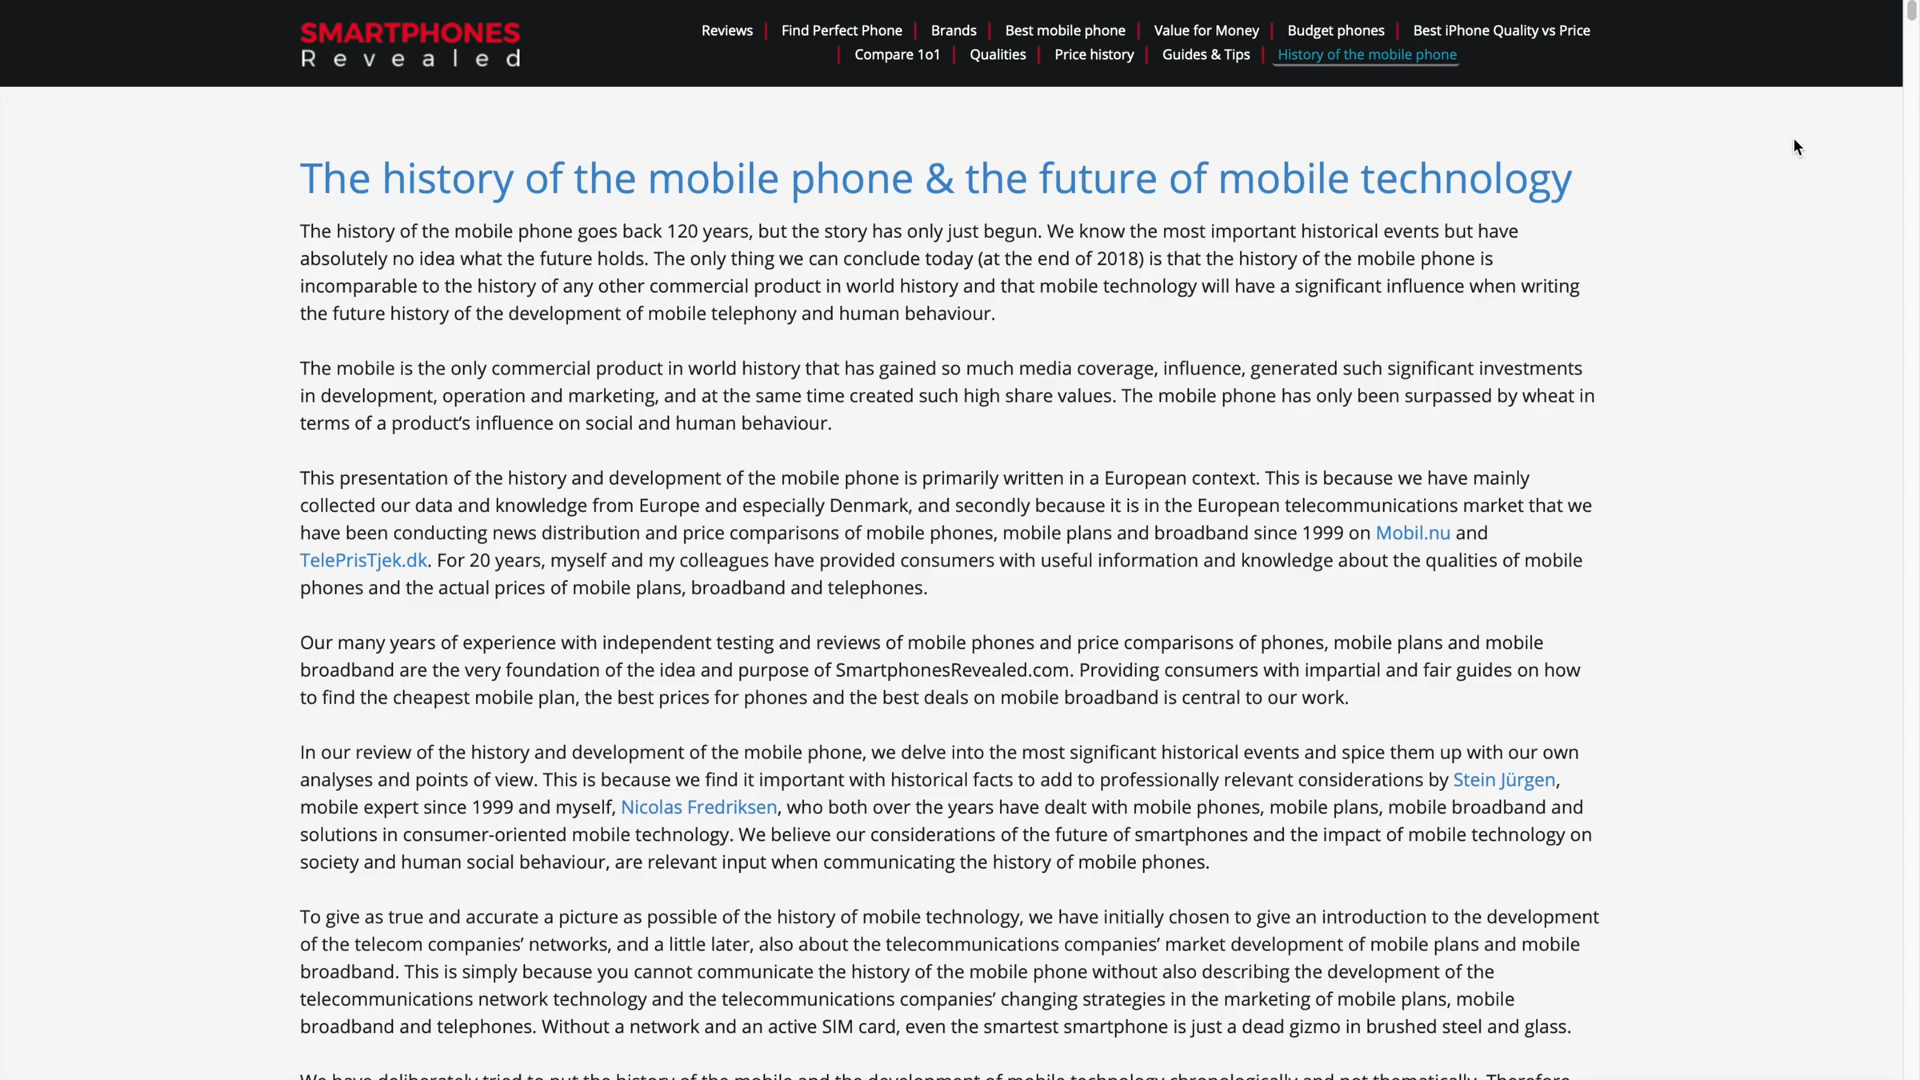 SMARTPHONES
Revealed
Reviews Find Perfect Phone Brands Best mobile phone Value for Money Budget phones Best iPhone Quality vs Price
Compare 1o1 Qualities Price history Guides & Tips History of the mobile phone
The history of the mobile phone & the future of mobile technology
The history of the mobile phone goes back 120 years, but the story has only just begun. We know the most important historical events but have
absolutely no idea what the future holds. The only thing we can conclude today (at the end of 2018) is that the history of the mobile phone is
incomparable to the history of any other commercial product in world history and that mobile technology will have a significant influence when writing
the future history of the development of mobile telephony and human behaviour.
The mobile is the only commercial product in world history that has gained so much media coverage, influence, generated such significant investments
in development, operation and marketing, and at the same time created such high share values. The mobile phone has only been surpassed by wheat in
terms of a product’s influence on social and human behaviour.
This presentation of the history and development of the mobile phone is primarily written in a European context. This is because we have mainly
collected our data and knowledge from Europe and especially Denmark, and secondly because it is in the European telecommunications market that we
have been conducting news distribution and price comparisons of mobile phones, mobile plans and broadband since 1999 on Mobil.nu and
TelePrisTjek.dk. For 20 years, myself and my colleagues have provided consumers with useful information and knowledge about the qualities of mobile
phones and the actual prices of mobile plans, broadband and telephones.
Our many years of experience with independent testing and reviews of mobile phones and price comparisons of phones, mobile plans and mobile
broadband are the very foundation of the idea and purpose of SmartphonesRevealed.com. Providing consumers with impartial and fair guides on how
to find the cheapest mobile plan, the best prices for phones and the best deals on mobile broadband is central to our work.
In our review of the history and development of the mobile phone, we delve into the most significant historical events and spice them up with our own
analyses and points of view. This is because we find it important with historical facts to add to professionally relevant considerations by Stein Jürgen,
mobile expert since 1999 and myself, Nicolas Fredriksen, who both over the years have dealt with mobile phones, mobile plans, mobile broadband and
solutions in consumer-oriented mobile technology. We believe our considerations of the future of smartphones and the impact of mobile technology on
society and human social behaviour, are relevant input when communicating the history of mobile phones.
To give as true and accurate a picture as possible of the history of mobile technology, we have initially chosen to give an introduction to the development
of the telecom companies’ networks, and a little later, also about the telecommunications companies’ market development of mobile plans and mobile
broadband. This is simply because you cannot communicate the history of the mobile phone without also describing the development of the
telecommunications network technology and the telecommunications companies’ changing strategies in the marketing of mobile plans, mobile
broadband and telephones. Without a network and an active SIM card, even the smartest smartphone is just a dead gizmo in brushed steel and glass.
We have deliberately tried to put the history of the mobile and the development of mobile technology chronologically and not thematically. Therefore,